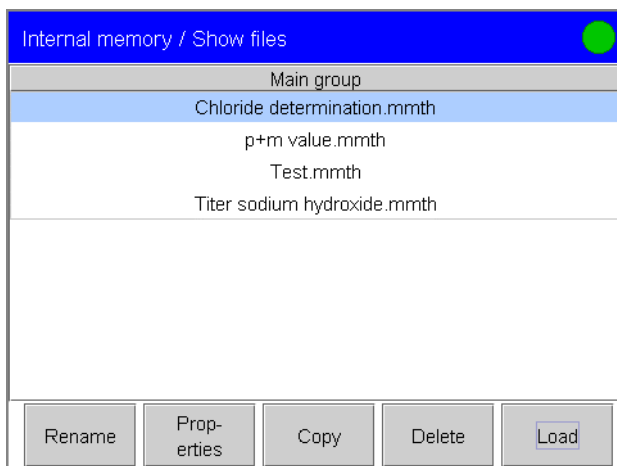 Internal memory / Show files
Main group
Chloride determination.mmth
p+m value.mmth
Test.mmth
Titer sodium hydroxide.mmth
Rename
Prop-
erties
Copy
Delete
Load